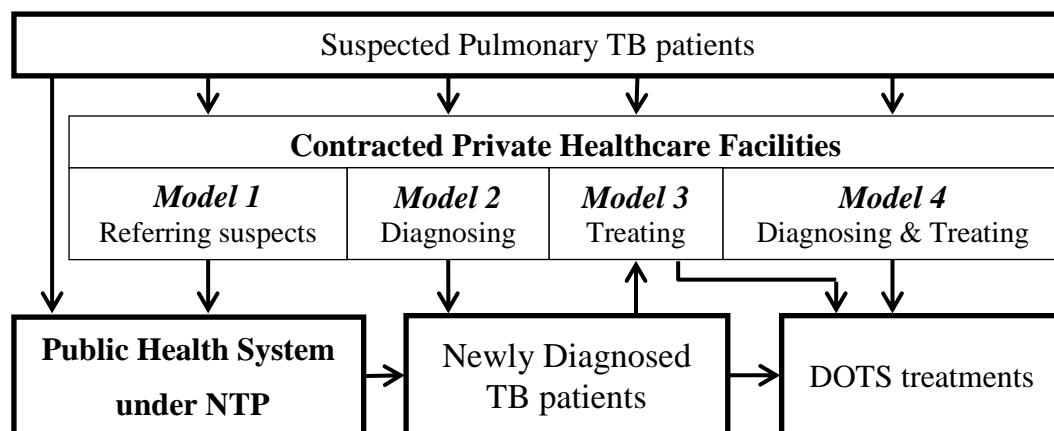 Suspected Pulmonary TB patients
Contracted Private Healthcare Facilities
Model 1
Referring suspects
Model 2
Diagnosing
Model 3
Treating
Model 4
Diagnosing & Treating
Public Health System
under NTP
Newly Diagnosed
TB patients
DOTS treatments